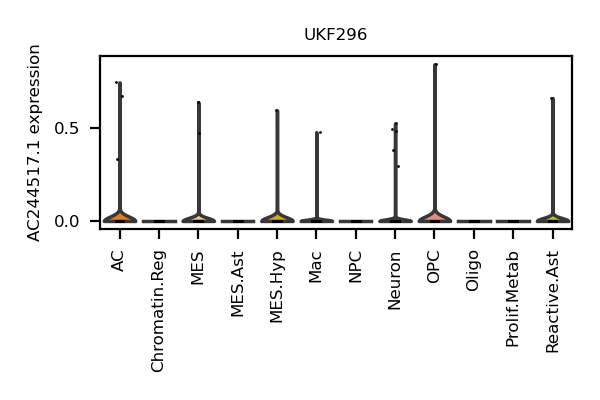 UKF296
AC244517.1 expression
0.5
0.0
AC
Chromatin.Reg
MES
MES.Ast
MES.Hyp
Mac
NPC
Neuron
OPC
Oligo
Prolif.Metab
Reactive.Ast